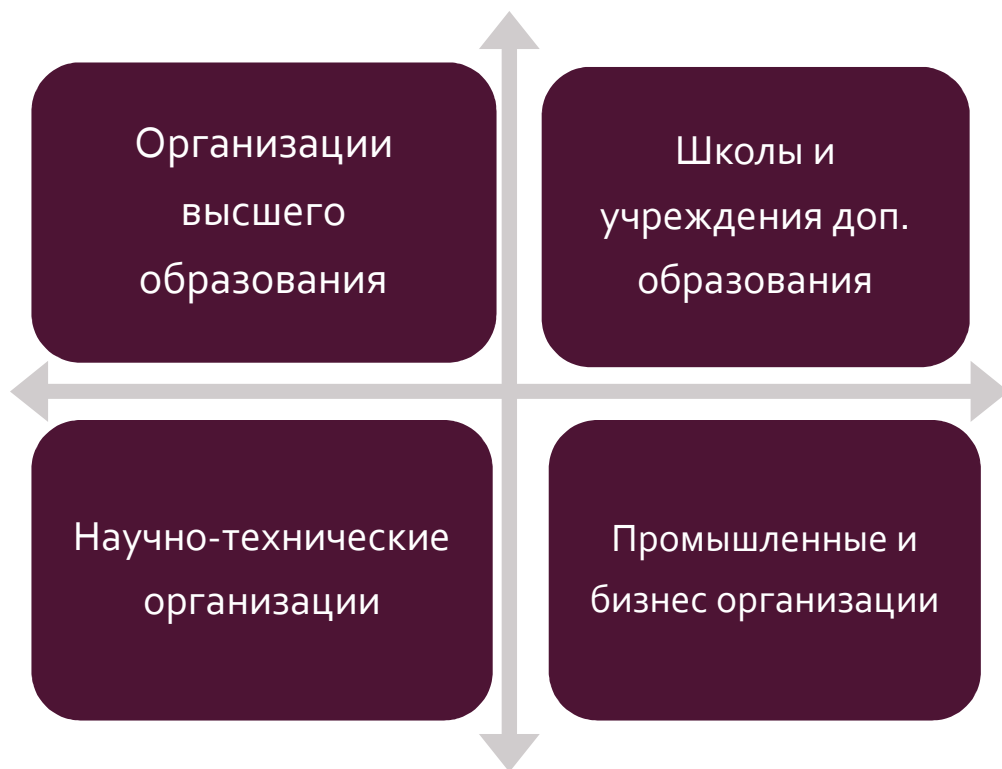 Организации
высшего
образования
Школы и
учреждения доп.
образования
Научно-технические
организации
Промышленные и
бизнес организации